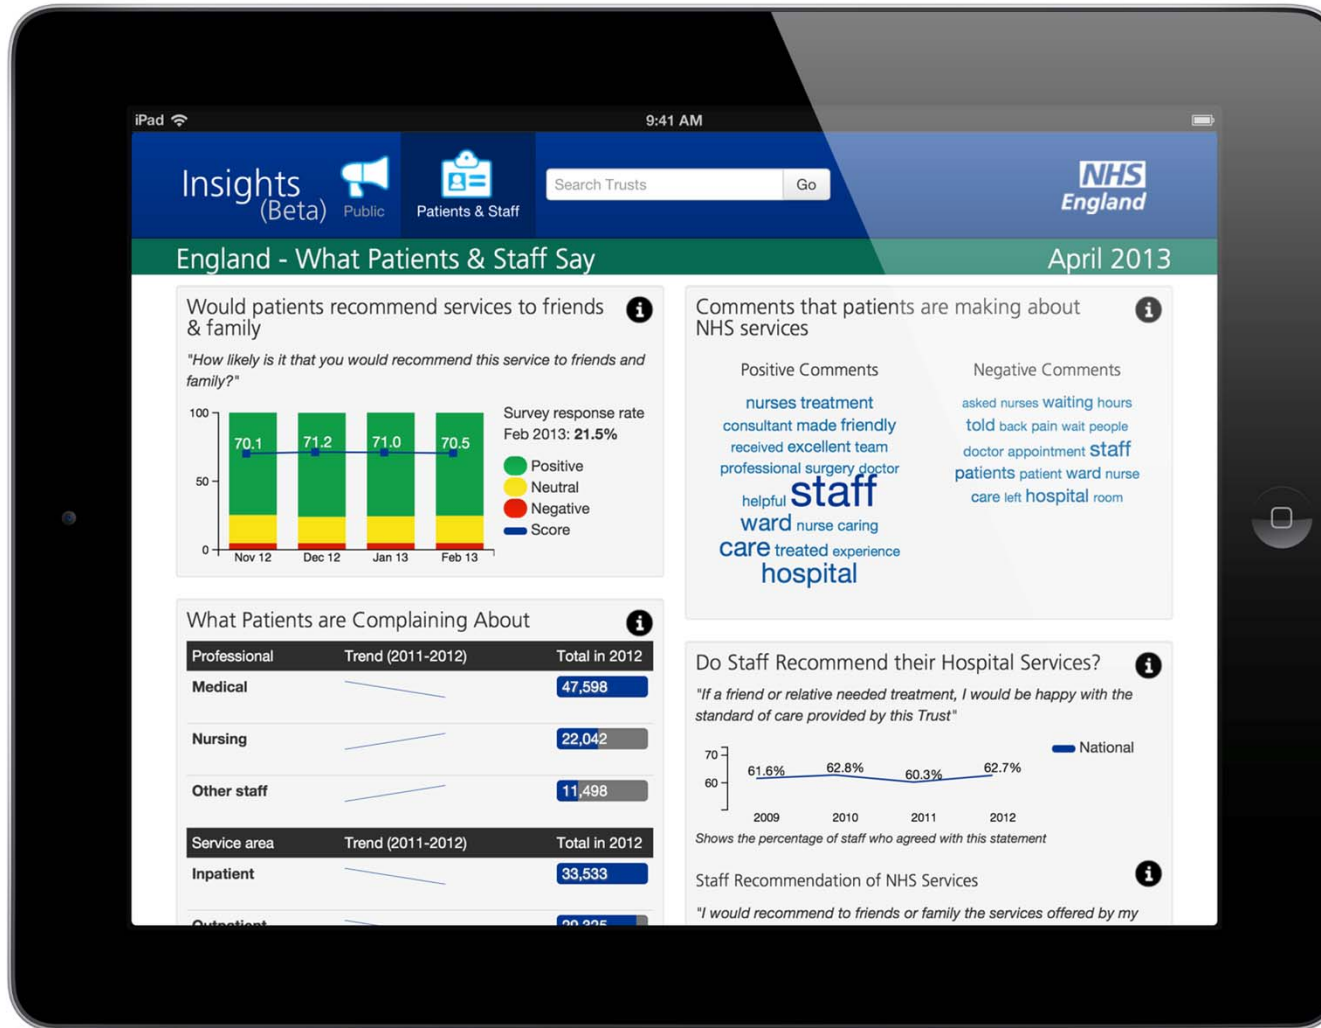 iPad
9:41 AM
Insights
(Beta)
Public
Patients & Staff
Search Trusts
Go
NHS
England
England - What Patients & Staff Say
April 2013
Would patients recommend services to friends
& family
"How likely is it that you would recommend this service to friends and
family?"
100
50
0
70.1
71.2
71.0
70.5
Nov 12
Dec 12
Jan 13
Feb 13
Survey response rate
Feb 2013: 21.5%
Positive
Neutral
Negative
Score
What Patients are Complaining About
Professional Trend (2011-2012) Total in 2012
Medical 47,598
Nursing 22,042
Other staff 11,498
Service area Trend (2011-2012) Total in 2012
Inpatient 33,533
Outpatient 29,325
Comments that patients are making about
NHS services
Positive Comments
nurses treatment
consultant made friendly
received excellent team
professional surgery doctor
helpful staff
ward nurse caring
care treated experience
hospital
Negative Comments
asked nurses waiting hours
told back pain wait people
doctor appointment staff
patients patient ward nurse
care left hospital room
Do Staff Recommend their Hospital Services?
"If a friend or relative needed treatment, I would be happy with the
standard of care provided by this Trust"
70
60
61.6%
62.8%
60.3%
62.7%
2009
2010
2011
2012
National
Shows the percentage of staff who agreed with this statement
Staff Recommendation of NHS Services
"I would recommend to friends or family the services offered by my